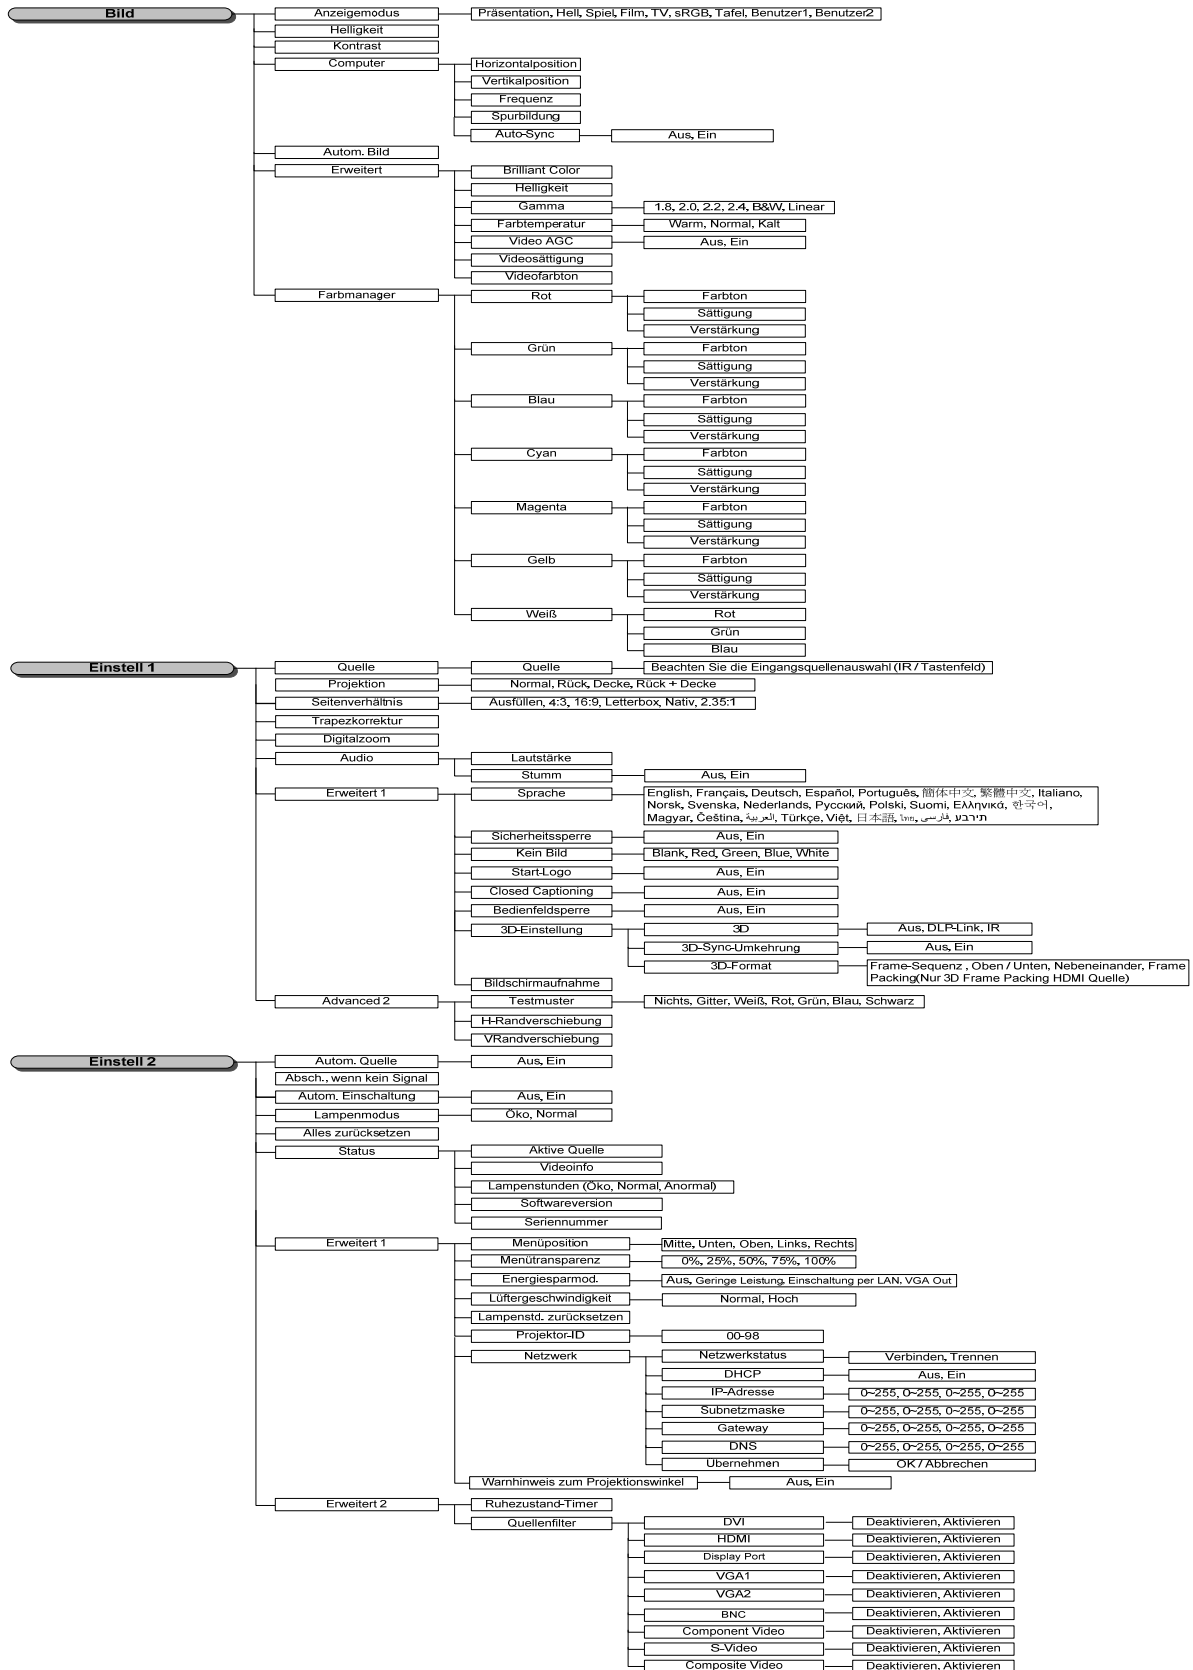 Bild
Anzeigemodus
Präsentation, Hell, Spiel, Film, TV, sRGB, Tafel, Benutzer1, Benutzer2
Helligkeit
Kontrast
Computer
Horizontalposition
Vertikalposition
Frequenz
Spurbildung
Auto-Sync
Aus, Ein
Autom. Bild
Erweitert
Brilliant Color
Helligkeit
Gamma
1.8, 2.0, 2.2, 2.4, B&W, Linear
Farbtemperatur
Warm, Normal, Kalt
Video AGC
Aus, Ein
Videosättigung
Videofarbton
Farbmanager
Rot
Farbton
Sättigung
Verstärkung
Grün
Farbton
Sättigung
Verstärkung
Blau
Farbton
Sättigung
Verstärkung
Cyan
Farbton
Sättigung
Verstärkung
Magenta
Farbton
Sättigung
Verstärkung
Gelb
Farbton
Sättigung
Verstärkung
Weiß
Rot
Grün
Blau
Einstell 1
Quelle
Quelle
Beachten Sie die Eingangsquellenauswahl (IR / Tastenfeld)
Projektion
Normal, Rück, Decke, Rück + Decke
Seitenverhältnis
Ausfüllen, 4:3, 16:9, Letterbox, Nativ, 2.35:1
Trapezkorrektur
Digitalzoom
Audio
Lautstärke
Stumm
Aus, Ein
Erweitert 1
Sprache
English, Français, Deutsch, Español, Português, 簡体中文, 繁體中文, Italiano,
Norsk, Svenska, Nederlands, Русский, Polski, Suomi, Ελληνικά, 한국어,
Magyar, Čeština, العربية, Türkçe, Việt, 日本語, ไทย, فارسی, תירבע
Sicherheitssperre
Aus, Ein
Kein Bild
Blank, Red, Green, Blue, White
Start-Logo
Aus, Ein
Closed Captioning
Aus, Ein
Bedienfeldsperre
Aus, Ein
3D-Einstellung
3D
Aus, DLP-Link, IR
3D-Sync-Umkehrung
Aus, Ein
3D-Format
Frame-Sequenz , Oben / Unten, Nebeneinander, Frame
Packing(Nur 3D Frame Packing HDMI Quelle)
Bildschirmaufnahme
Advanced 2
Testmuster
Nichts, Gitter, Weiß, Rot, Grün, Blau, Schwarz
H-Randverschiebung
VRandverschiebung
Einstell 2
Autom. Quelle
Aus, Ein
Absch., wenn kein Signal
Autom. Einschaltung
Aus, Ein
Lampenmodus
Öko, Normal
Alles zurücksetzen
Status
Aktive Quelle
Videoinfo
Lampenstunden (Öko, Normal, Anormal)
Softwareversion
Seriennummer
Erweitert 1
Menüposition
Mitte, Unten, Oben, Links, Rechts
Menütransparenz
0%, 25%, 50%, 75%, 100%
Energiesparmod.
Aus, Geringe Leistung, Einschaltung per LAN, VGA Out
Lüftergeschwindigkeit
Normal, Hoch
Lampenstd. zurücksetzen
Projektor-ID
00-98
Netzwerk
Netzwerkstatus
Verbinden, Trennen
DHCP
Aus, Ein
IP-Adresse
0~255, 0~255, 0~255, 0~255
Subnetzmaske
0~255, 0~255, 0~255, 0~255
Gateway
0~255, 0~255, 0~255, 0~255
DNS
0~255, 0~255, 0~255, 0~255
Übernehmen
OK / Abbrechen
Warnhinweis zum Projektionswinkel
Aus, Ein
Erweitert 2
Ruhezustand-Timer
Quellenfilter
DVI
Deaktivieren, Aktivieren
HDMI
Deaktivieren, Aktivieren
Display Port
Deaktivieren, Aktivieren
VGA1
Deaktivieren, Aktivieren
VGA2
Deaktivieren, Aktivieren
BNC
Deaktivieren, Aktivieren
Component Video
Deaktivieren, Aktivieren
S-Video
Deaktivieren, Aktivieren
Composite Video
Deaktivieren, Aktivieren